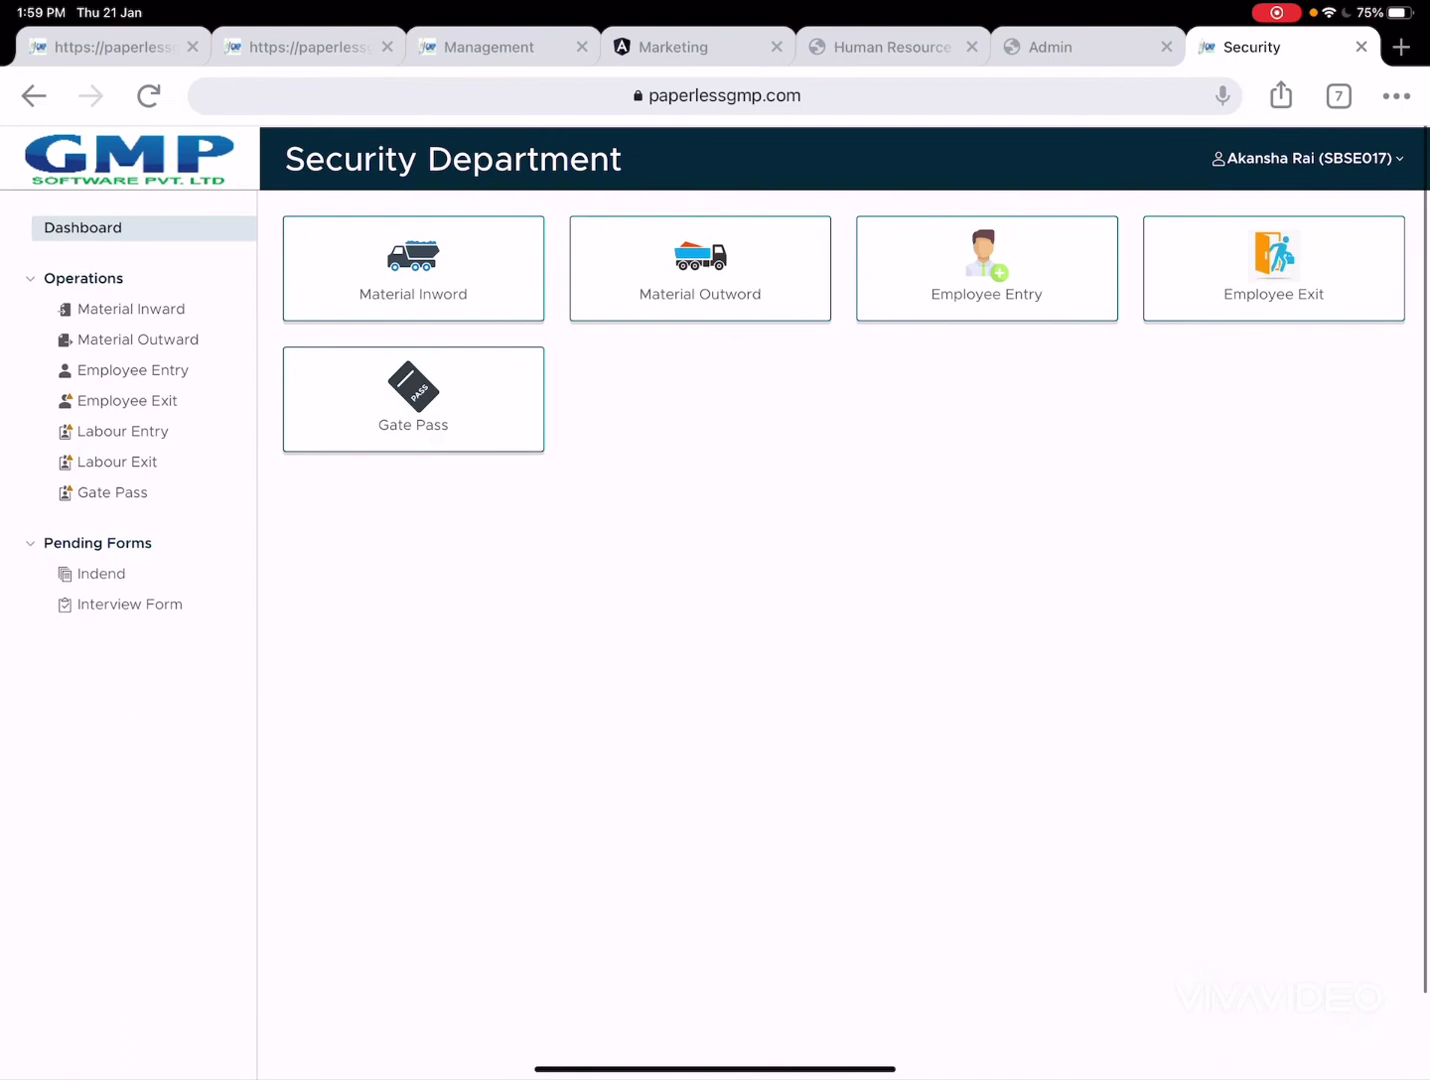 1:59 PM Thu 21 Jan 75%
https://paperless
https://paperlessg
Management
Marketing
Human Resource
Admin
Security
paperlessgmp.com
7
GMP
SOFTWARE PVT. LTD
Security Department
Akansha Rai (SBSE017)
Dashboard
Operations
Material Inward
Material Outward
Employee Entry
Employee Exit
Labour Entry
Labour Exit
Gate Pass
Pending Forms
Indend
Interview Form
Material Inword
Material Outword
Employee Entry
Employee Exit
PASS
Gate Pass
VIVAVIDEO